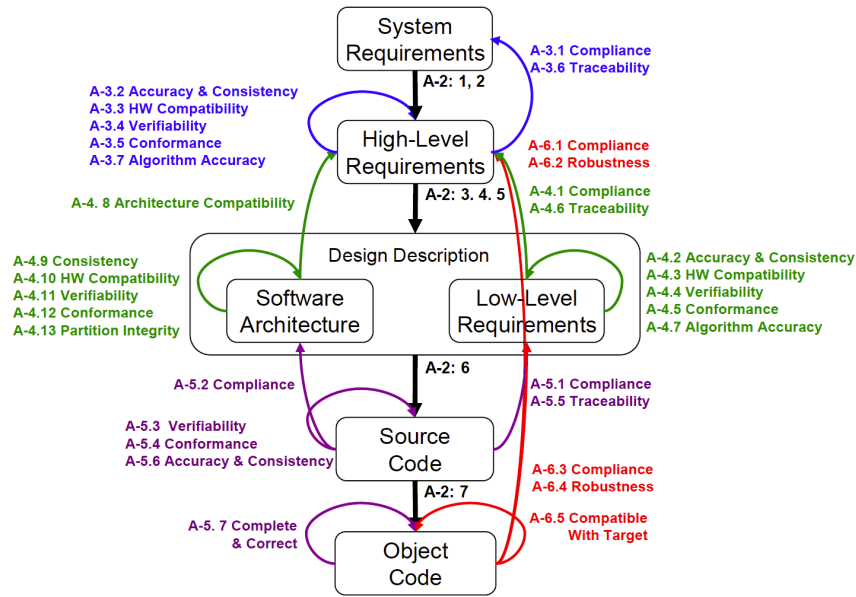 System
Requirements
A-3.1 Compliance
A-3.6 Traceability
A-2: 1, 2
A-3.2 Accuracy & Consistency
A-3.3 HW Compatibility
A-3.4 Verifiability
A-3.5 Conformance
A-3.7 Algorithm Accuracy
High-Level
Requirements
A-6.1 Compliance
A-6.2 Robustness
A-2: 3. 4. 5
A-4. 8 Architecture Compatibility
A-4.1 Compliance
A-4.6 Traceability
Design Description
A-4.9 Consistency
A-4.10 HW Compatibility
A-4.11 Verifiability
A-4.12 Conformance
A-4.13 Partition Integrity
Software
Architecture
Low-Level
Requirements
A-4.2 Accuracy & Consistency
A-4.3 HW Compatibility
A-4.4 Verifiability
A-4.5 Conformance
A-4.7 Algorithm Accuracy
A-2: 6
A-5.2 Compliance
A-5.1 Compliance
A-5.5 Traceability
A-5.3 Verifiability
A-5.4 Conformance
A-5.6 Accuracy & Consistency
Source
Code
A-6.3 Compliance
A-6.4 Robustness
A-2: 7
A-5. 7 Complete
& Correct
A-6.5 Compatible
With Target
Object
Code